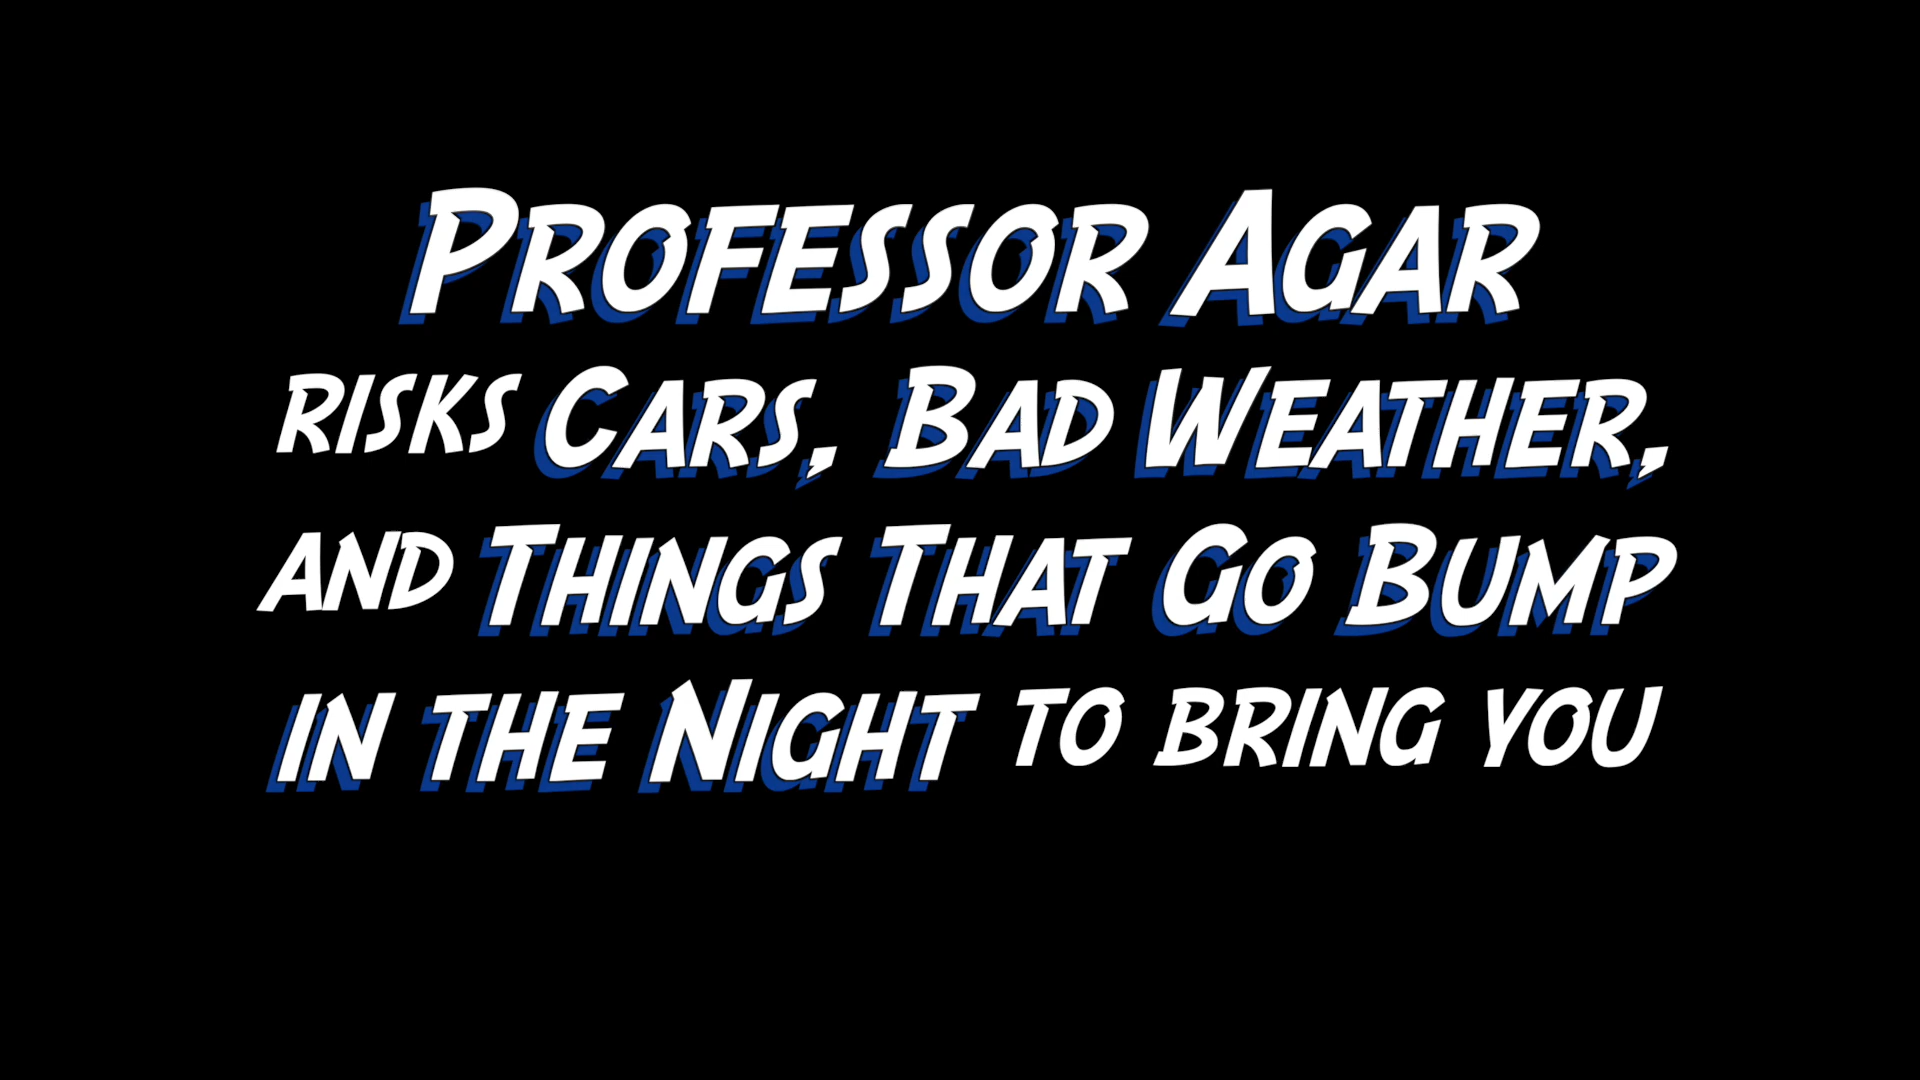 PROFESSOR AGAR
RISKS CARS, BAD WEATHER,
AND THINGS THAT GO BUMP
IN THE NIGHT TO BRING YOU